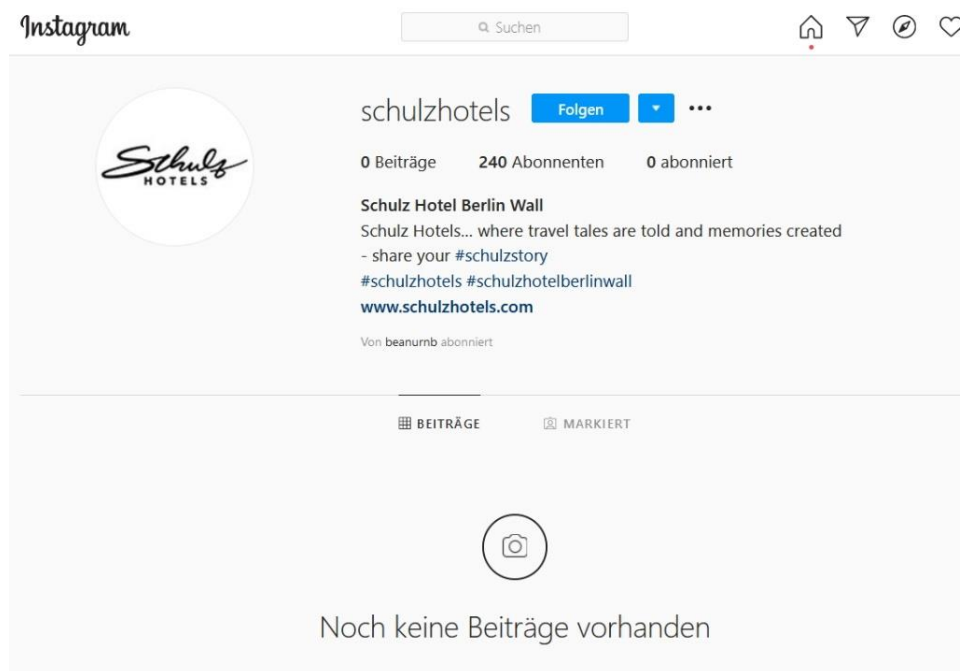 Instagram
Suchen
schulzhotels Folgen
0 Beiträge 240 Abonnenten 0 abonniert
Schulz
HOTELS
Schulz Hotel Berlin Wall
Schulz Hotels... where travel tales are told and memories created
- share your #schulzstory
#schulzhotels #schulzhotelberlinwall
www.schulzhotels.com
Von beanurnb abonniert
BEITRÄGE MARKIERT
Noch keine Beiträge vorhanden